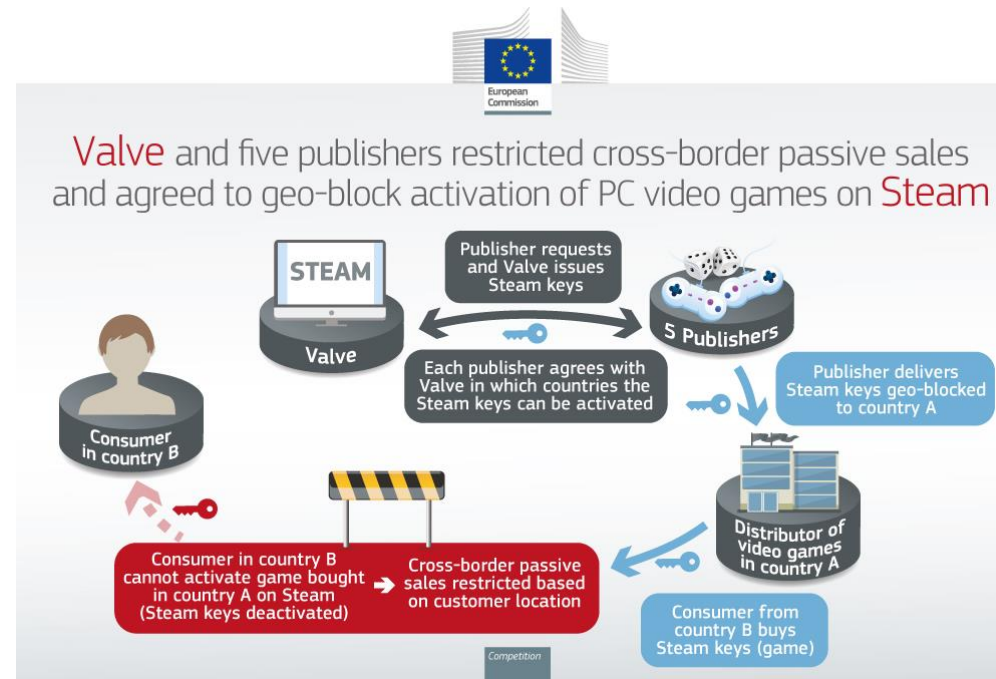 European
Commission
Valve and five publishers restricted cross-border passive sales
and agreed to geo-block activation of PC video games on Steam
STEAM
Valve
Publisher requests
and Valve issues
Steam keys
5 Publishers
Each publisher agrees with
Valve in which countries the
Steam keys can be activated
Publisher delivers
Steam keys geo-blocked
to country A
Consumer
in country B
Distributor of
video games
in country A
Consumer from
country B buys
Steam keys (game)
Cross-border passive
sales restricted based
on customer location
Consumer in country B
cannot activate game bought
in country A on Steam
(Steam keys deactivated)
Competition